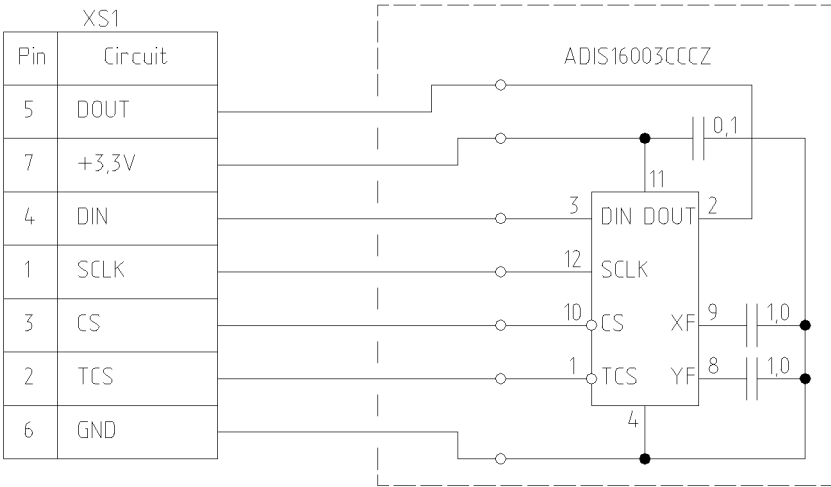 XS1
Pin Circuit
5 DOUT
7 +3,3V
4 DIN
1 SCLK
3 CS
2 TCS
6 GND
ADIS16003CCCZ
0,1
11
3 DIN DOUT 2
12 SCLK
10 CS XF 9 1,0
1 TCS YF 8 1,0
4